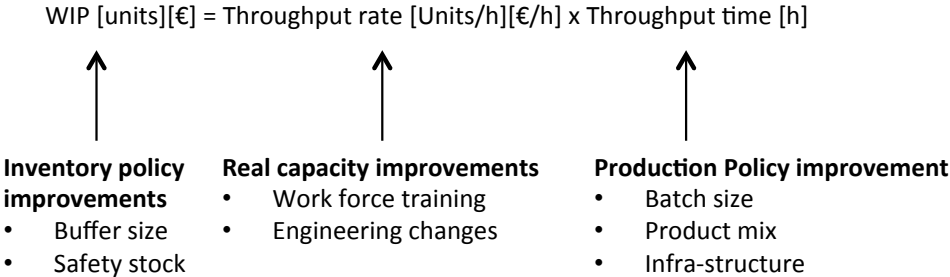 WIP [units][€] = Throughput rate [Units/h][€/h] x Throughput time [h]
Inventory policy
improvements
• Buffer size
• Safety stock
Real capacity improvements
• Work force training
• Engineering changes
Production Policy improvement
• Batch size
• Product mix
• Infra-structure